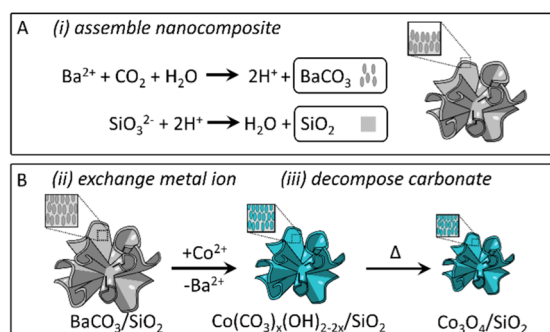 A (i) assemble nanocomposite
Ba²⁺ + CO₂ + H₂O → 2H⁺ + BaCO₃
SiO₃²⁻ + 2H⁺ → H₂O + SiO₂
B (ii) exchange metal ion (iii) decompose carbonate
+Co²⁺ Δ
-Ba²⁺
BaCO₃/SiO₂ Co(CO₃)ₓ(OH)₂₋₂ₓ/SiO₂ Co₃O₄/SiO₂